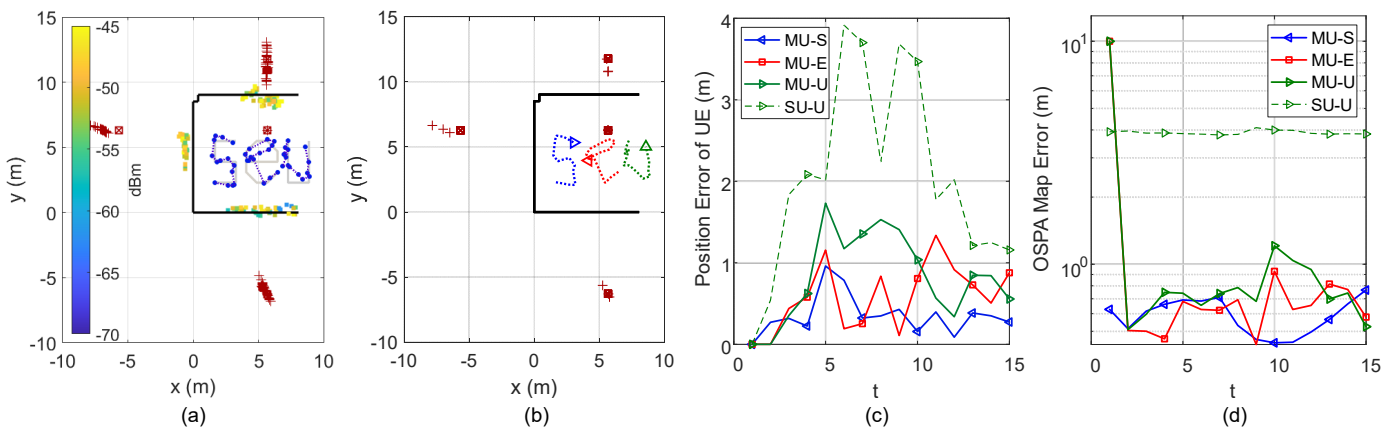 15
10
5
0
-5
-10
-10
-5
0
5
10
y (m)
x (m)
-45
-50
-55
-60
-65
-70
dBm
(a)
15
10
5
0
-5
-10
-10
-5
0
5
10
y (m)
x (m)
(b)
4
3
2
1
0
0
5
10
15
Position Error of UE (m)
t
MU-S
MU-E
MU-U
SU-U
(c)
10¹
10⁰
0
5
10
15
OSPA Map Error (m)
t
MU-S
MU-E
MU-U
SU-U
(d)